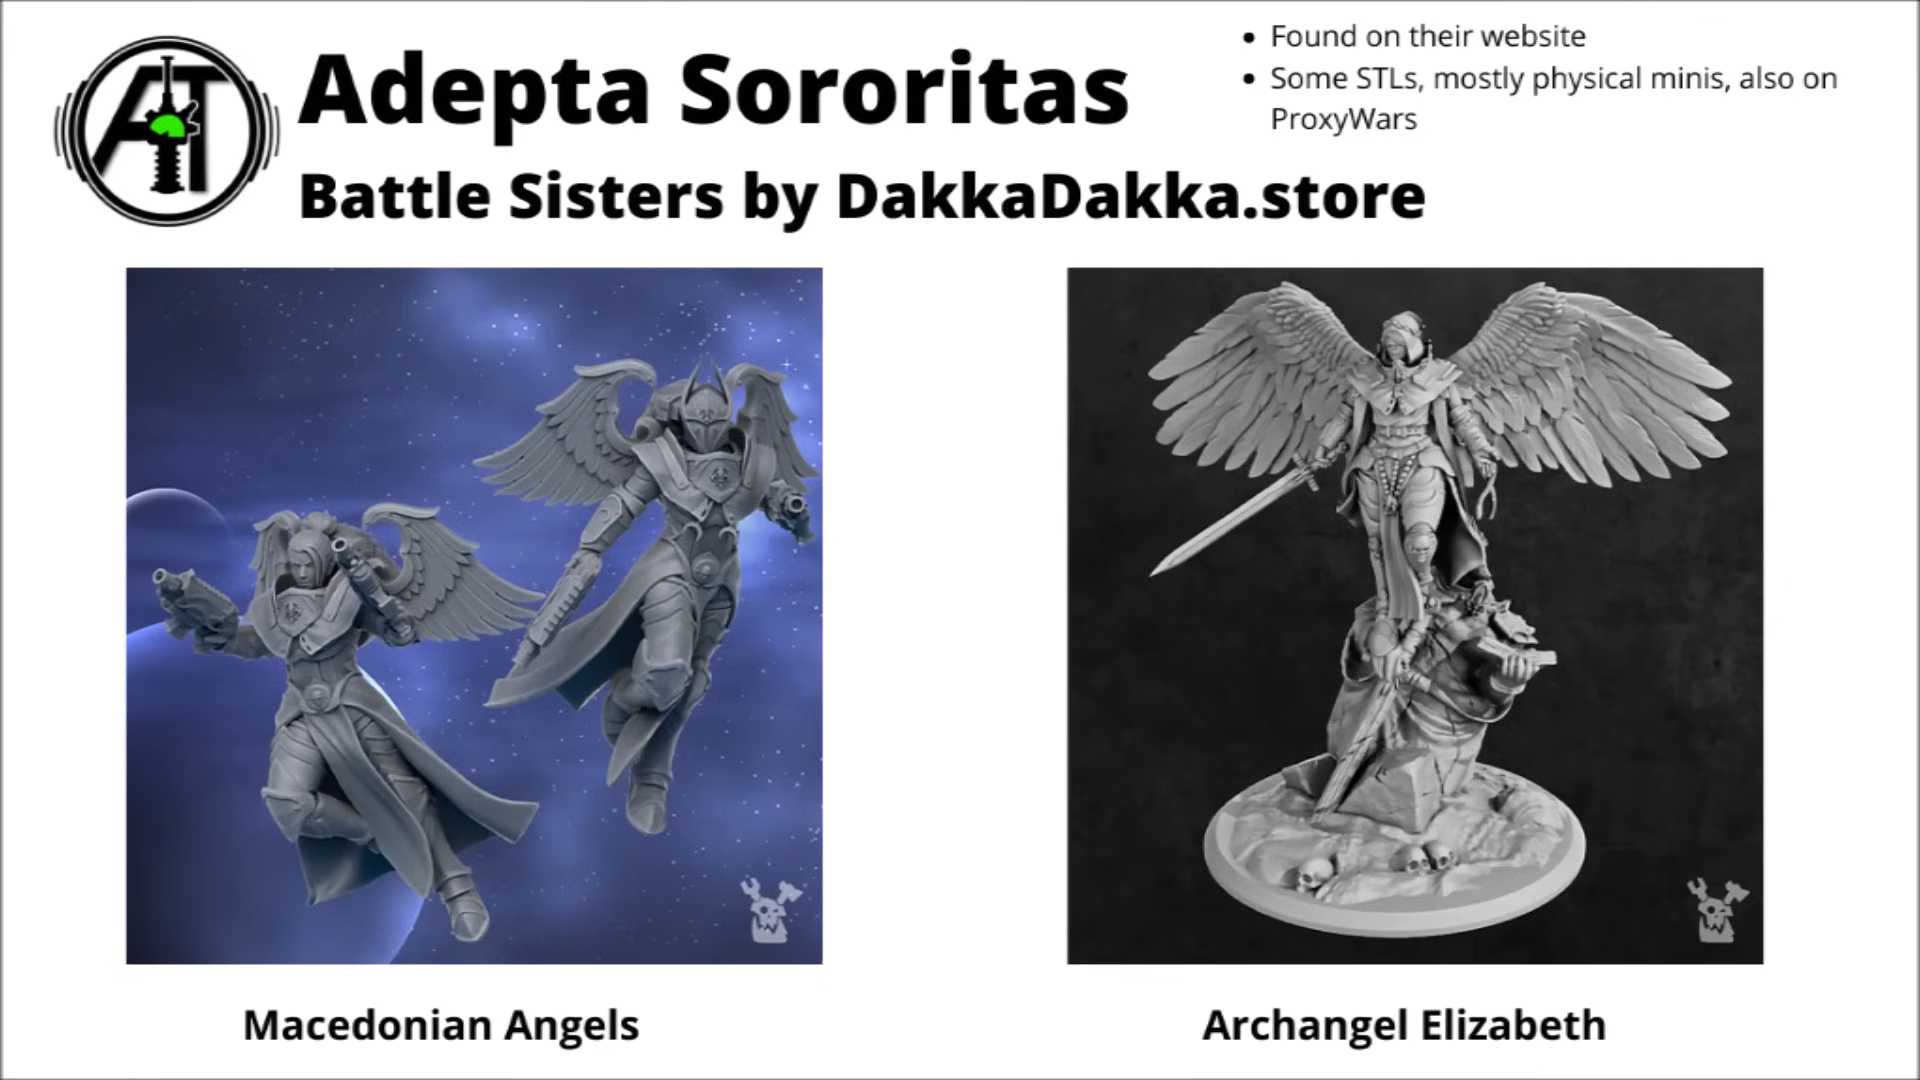 AT
Adepta Sororitas
Battle Sisters by DakkaDakka.store
• Found on their website
• Some STLs, mostly physical minis, also on
ProxyWars
Macedonian Angels
Archangel Elizabeth